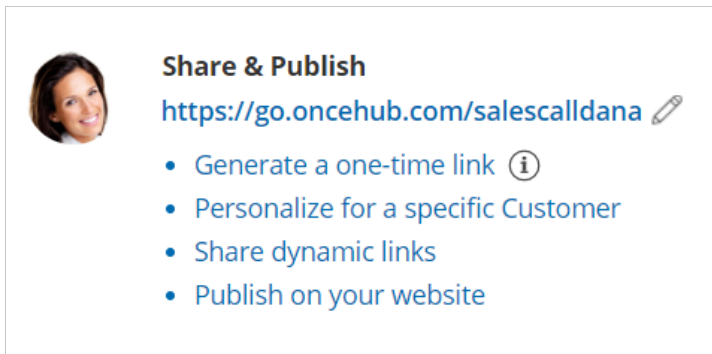 Share & Publish
https://go.oncehub.com/salescalldana
Generate a one-time link
Personalize for a specific Customer
Share dynamic links
Publish on your website